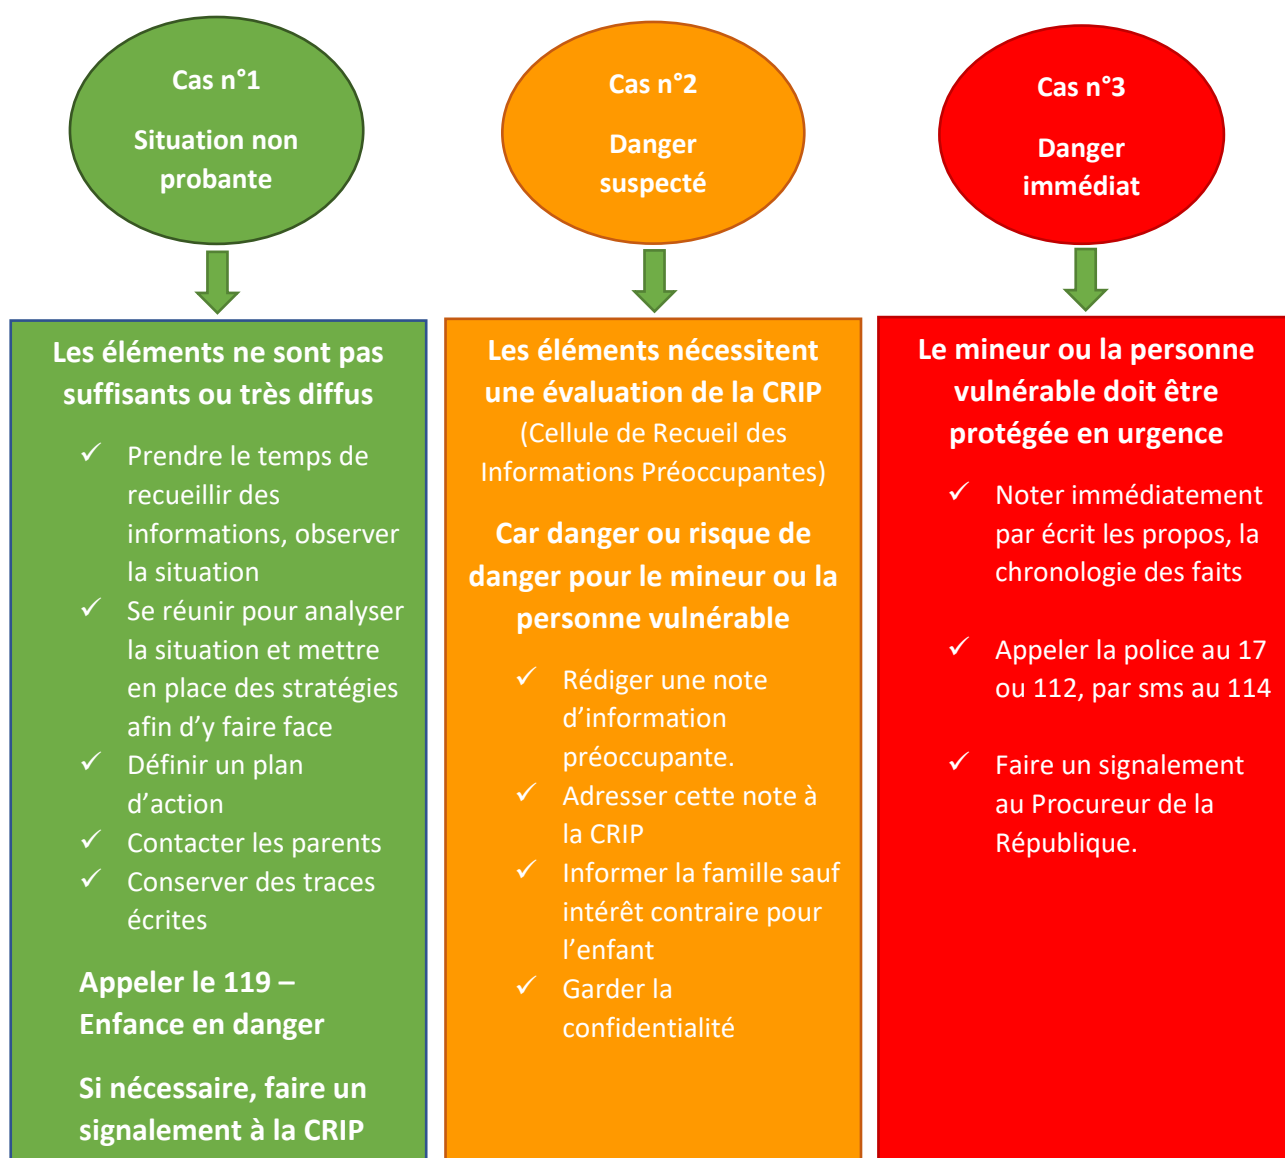 Cas n°1
Situation non
probante
Les éléments ne sont pas
suffisants ou très diffus
✓ Prendre le temps de
recueillir des
informations, observer
la situation
✓ Se réunir pour analyser
la situation et mettre
en place des stratégies
afin d’y faire face
✓ Définir un plan
d’action
✓ Contacter les parents
✓ Conserver des traces
écrites
Appeler le 119 –
Enfance en danger
Si nécessaire, faire un
signalement à la CRIP
Cas n°2
Danger
suspecté
Les éléments nécessitent
une évaluation de la CRIP
(Cellule de Recueil des
Informations Préoccupantes)
Car danger ou risque de
danger pour le mineur ou la
personne vulnérable
✓ Rédiger une note
d’information
préoccupante.
✓ Adresser cette note à
la CRIP
✓ Informer la famille sauf
intérêt contraire pour
l’enfant
✓ Garder la
confidentialité
Cas n°3
Danger
immédiat
Le mineur ou la personne
vulnérable doit être
protégée en urgence
✓ Noter immédiatement
par écrit les propos, la
chronologie des faits
✓ Appeler la police au 17
ou 112, par sms au 114
✓ Faire un signalement
au Procureur de la
République.